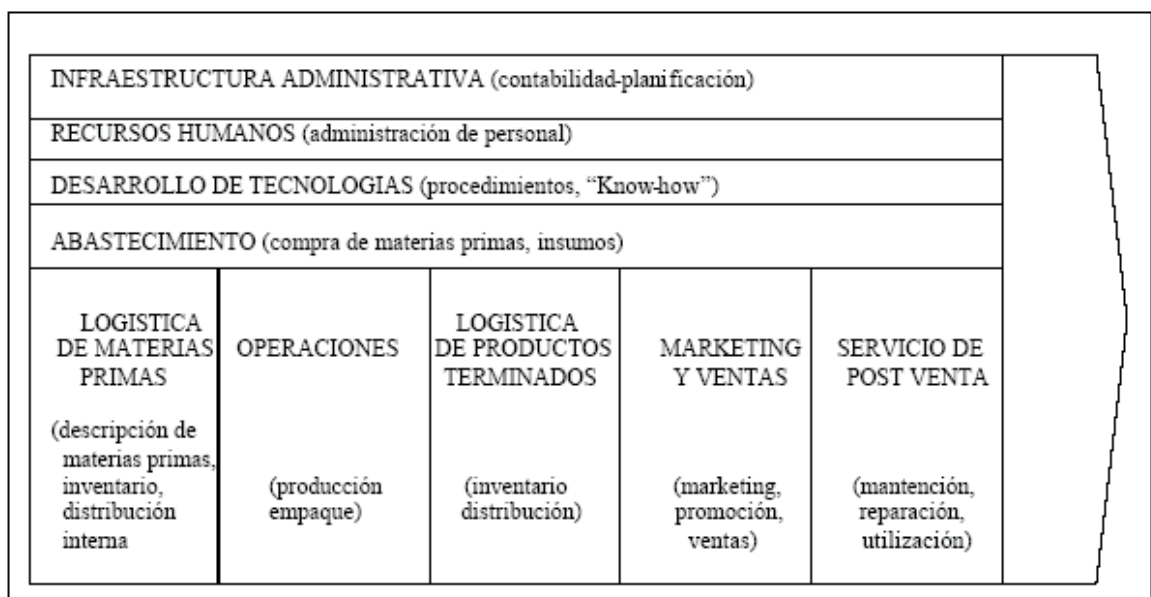 INFRAESTRUCTURA ADMINISTRATIVA (contabilidad-planificación)
RECURSOS HUMANOS (administración de personal)
DESARROLLO DE TECNOLOGIAS (procedimientos, “Know-how”)
ABASTECIMIENTO (compra de materias primas, insumos)
LOGISTICA
DE MATERIAS
PRIMAS
(descripción de
materias primas,
inventario,
distribución
interna
OPERACIONES
(producción
empaque)
LOGISTICA
DE PRODUCTOS
TERMINADOS
(inventario
distribución)
MARKETING
Y VENTAS
(marketing,
promoción,
ventas)
SERVICIO DE
POST VENTA
(mantención,
reparación,
utilización)